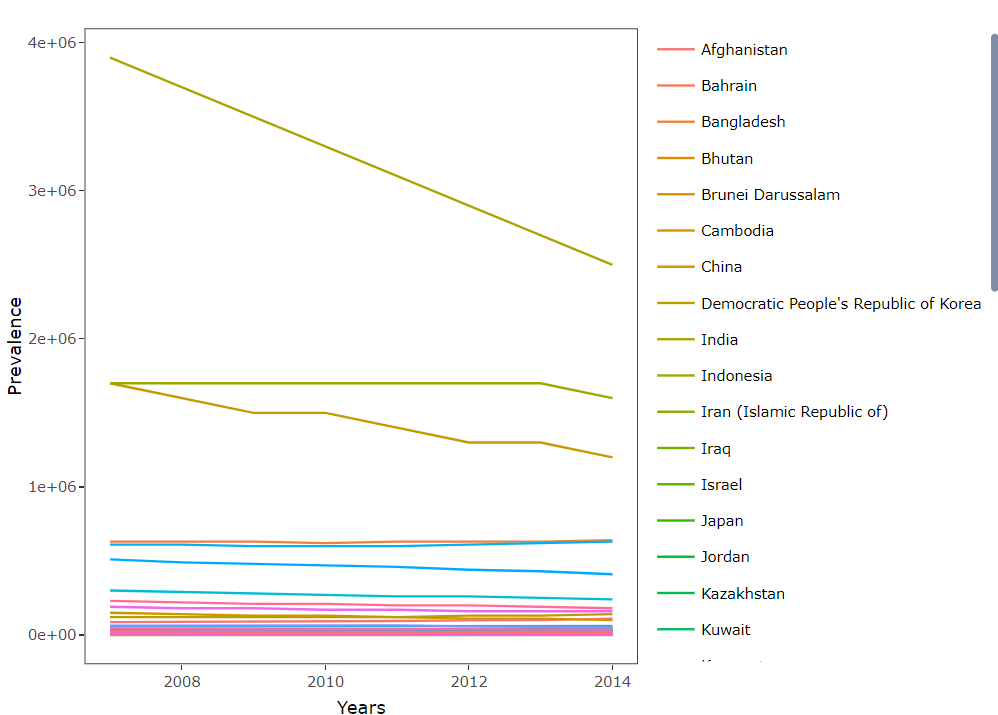 4e+06
3e+06
2e+06
1e+06
0e+00
Prevalence
2008
2010
2012
2014
Years
Afghanistan
Bahrain
Bangladesh
Bhutan
Brunei Darussalam
Cambodia
China
Democratic People's Republic of Korea
India
Indonesia
Iran (Islamic Republic of)
Iraq
Israel
Japan
Jordan
Kazakhstan
Kuwait